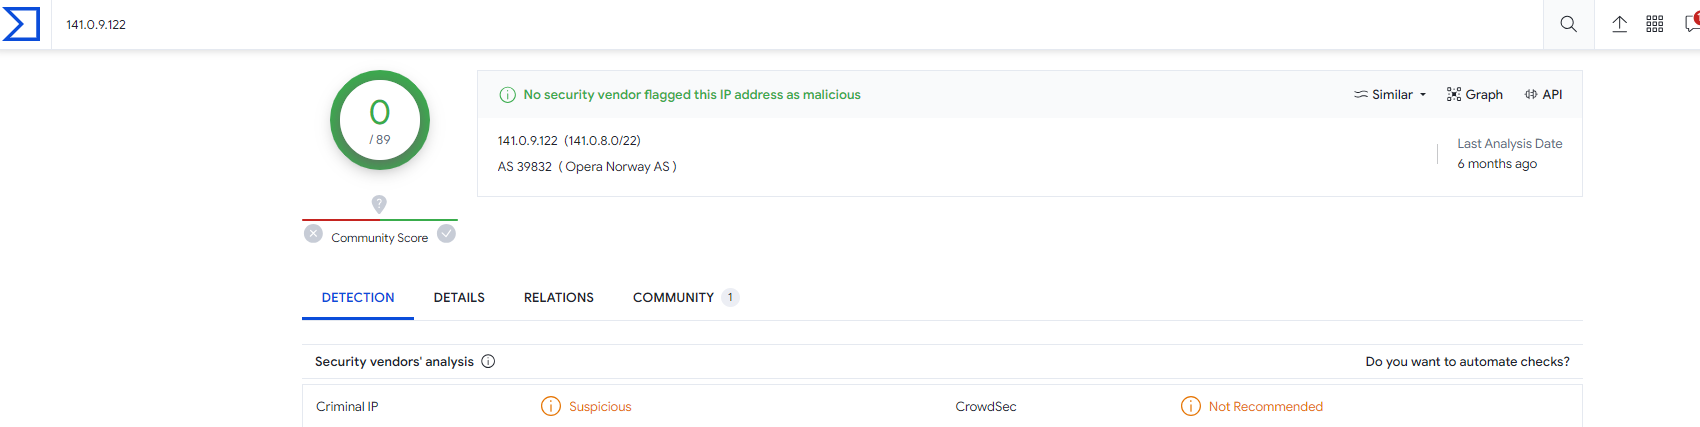 141.0.9.122
0
/ 89
?
Community Score
No security vendor flagged this IP address as malicious
Similar
Graph
API
141.0.9.122 (141.0.8.0/22)
AS 39832 ( Opera Norway AS )
Last Analysis Date
6 months ago
DETECTION DETAILS RELATIONS COMMUNITY 1
Security vendors' analysis
Do you want to automate checks?
Criminal IP Suspicious CrowdSec Not Recommended